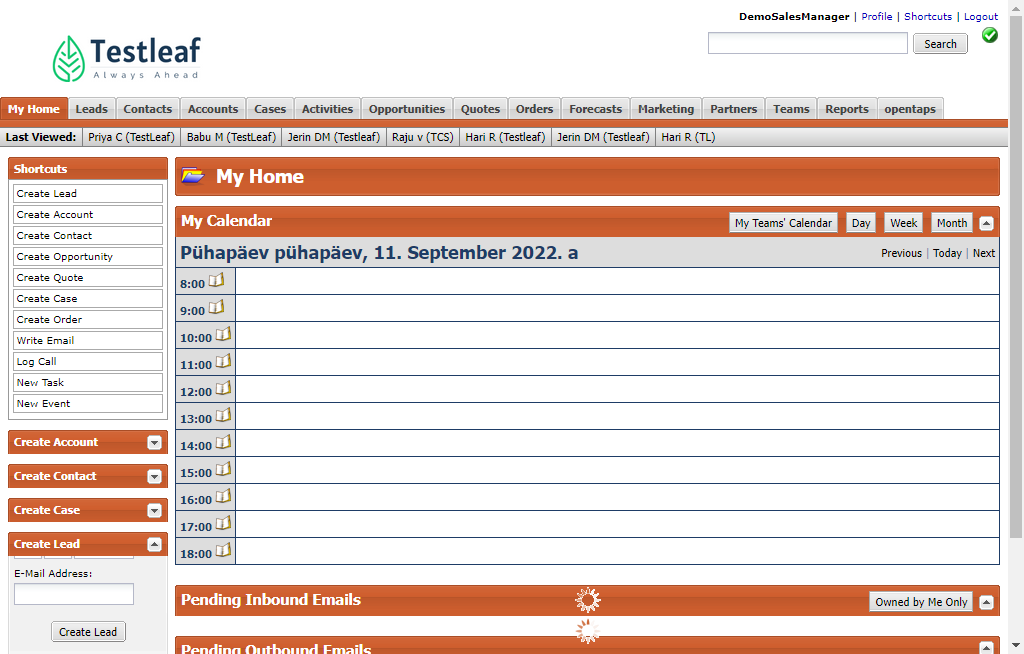 DemoSalesManager | Profile | Shortcuts | Logout
Search
Testleaf
Always Ahead
My Home Leads Contacts Accounts Cases Activities Opportunities Quotes Orders Forecasts Marketing Partners Teams Reports opentaps
Last Viewed: Priya C (TestLeaf) Babu M (TestLeaf) Jerin DM (Testleaf) Raju v (TCS) Hari R (Testleaf) Jerin DM (Testleaf) Hari R (TL)
Shortcuts
Create Lead
Create Account
Create Contact
Create Opportunity
Create Quote
Create Case
Create Order
Write Email
Log Call
New Task
New Event
Create Account
Create Contact
Create Case
Create Lead
E-Mail Address:
Create Lead
My Home
My Calendar My Teams' Calendar Day Week Month
Pühapäev pühapäev, 11. September 2022. a Previous | Today | Next
8:00
9:00
10:00
11:00
12:00
13:00
14:00
15:00
16:00
17:00
18:00
Pending Inbound Emails Owned by Me Only
Pending Outbound Emails